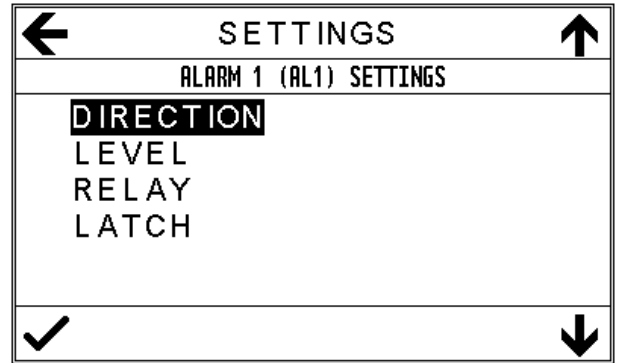 SETTINGS
ALARM 1 (AL1) SETTINGS
DIRECTION
LEVEL
RELAY
LATCH